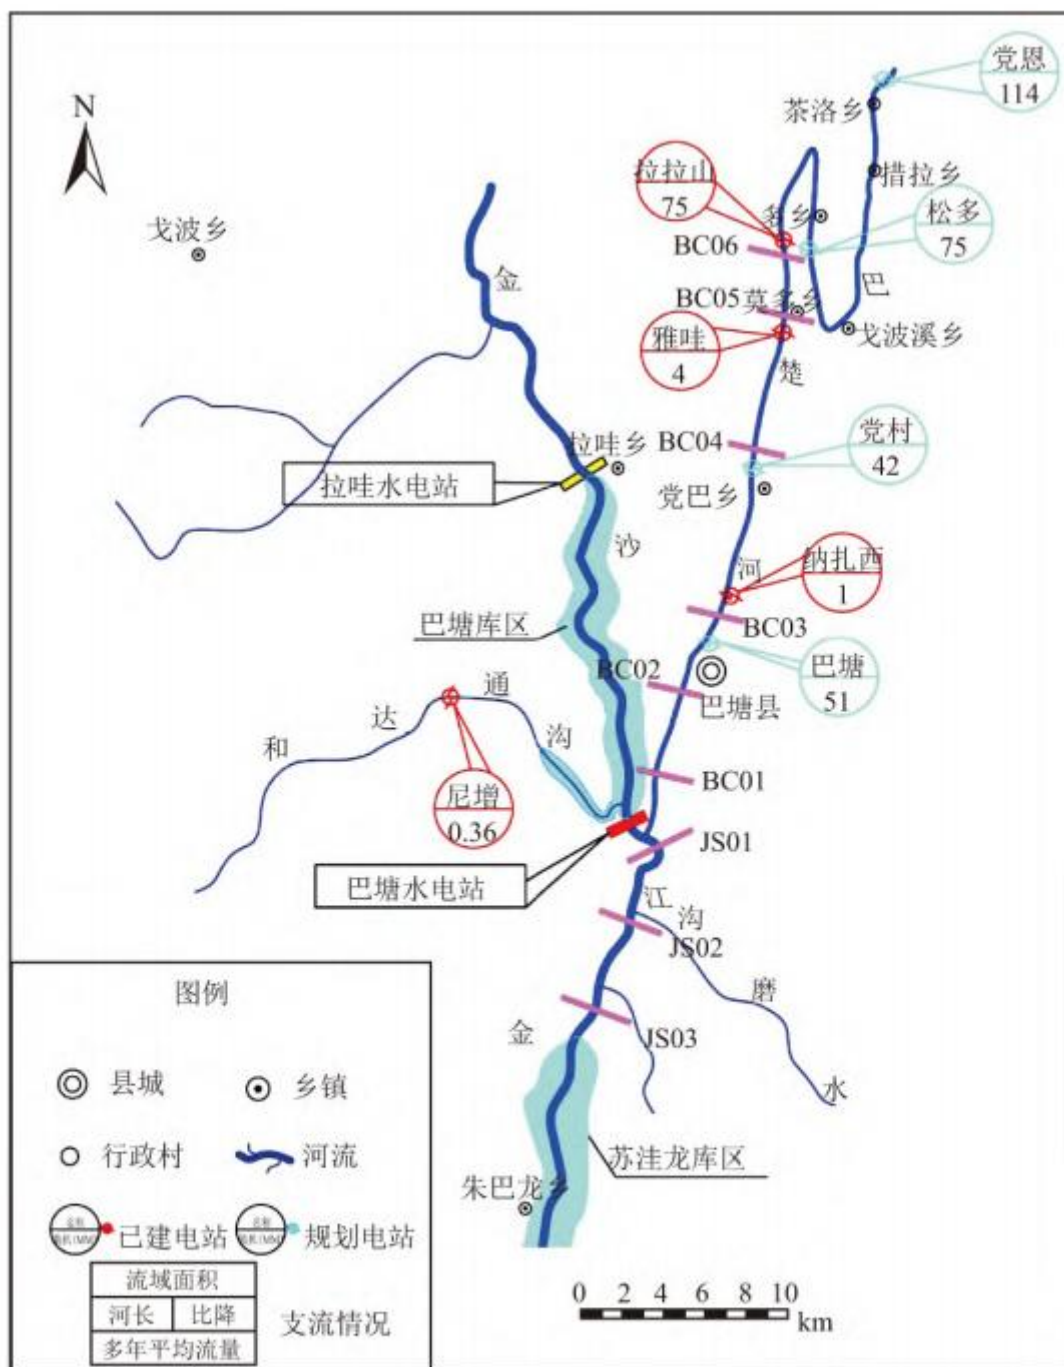 党恩
114
N
茶洛乡
拉拉山
75
措拉乡
松多
75
戈波乡
多乡
BC06
金
巴
BC05
莫多乡
雅哇
4
戈波溪乡
楚
党村
42
BC04
拉哇乡
拉哇水电站
党巴乡
沙
河
纳扎西
1
巴塘库区
BC03
BC02
巴塘
51
巴塘县
通
达
沟
和
BC01
尼增
0.36
JS01
巴塘水电站
江
沟
JS02
磨
图例
金
JS03
水
县城
乡镇
行政村
河流
苏洼龙库区
朱巴龙乡
已建电站
规划电站
流域面积
河长
比降
多年平均流量
支流情况
0 2 4 6 8 10
km